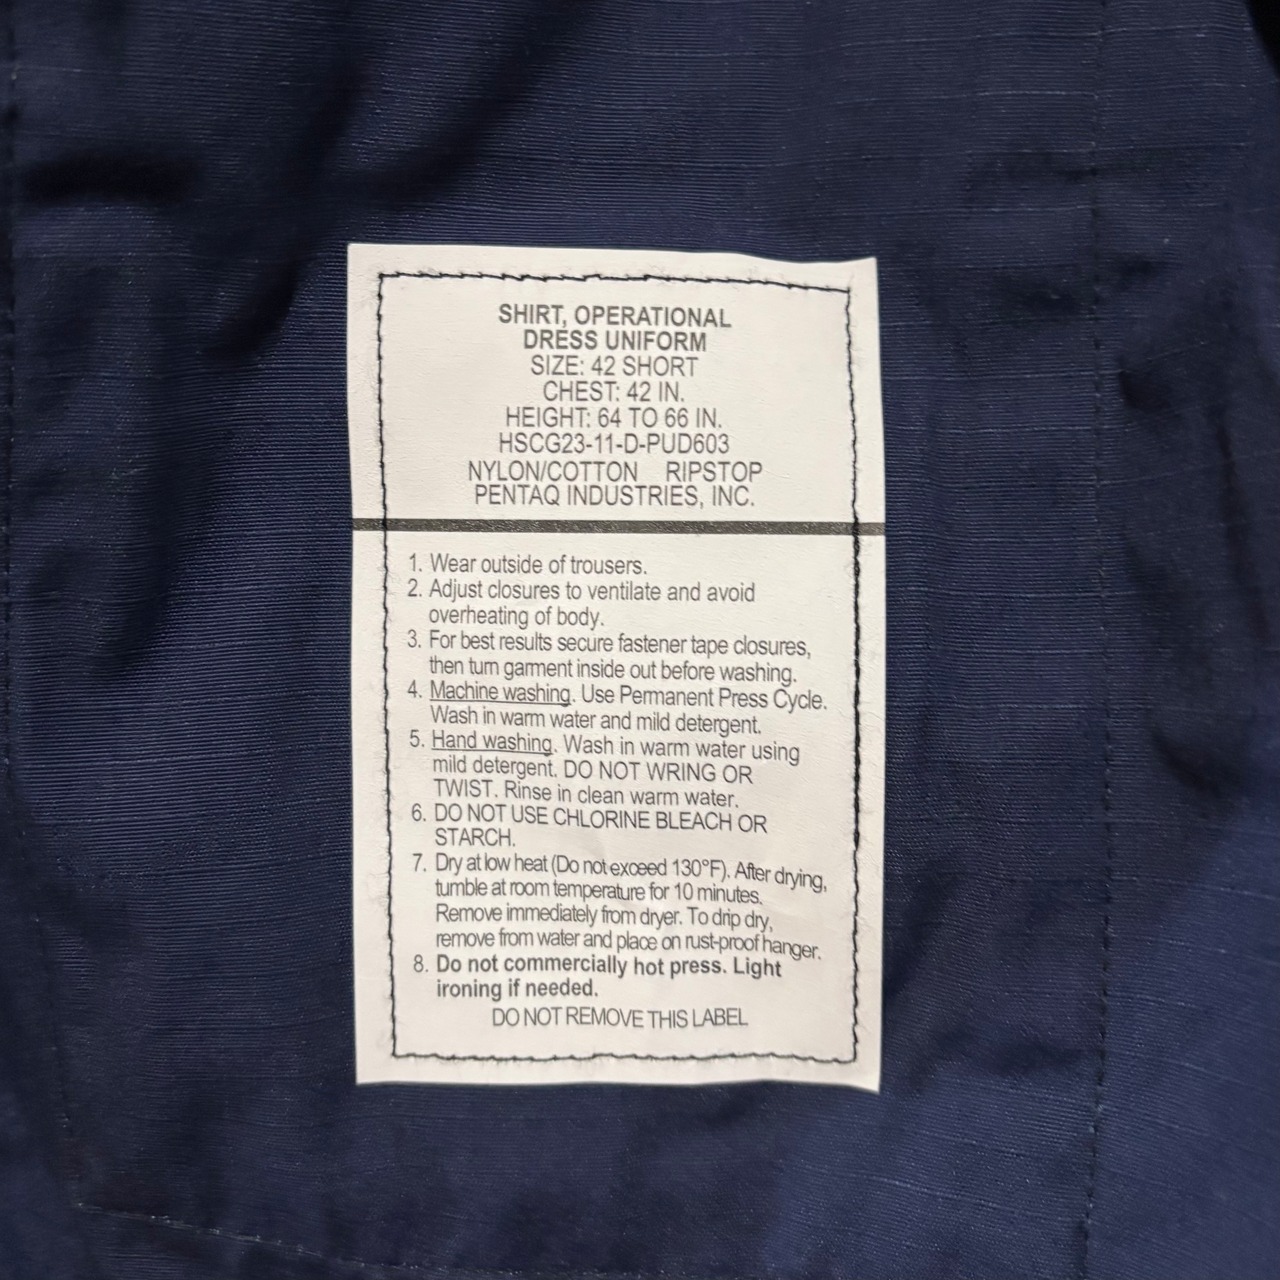 SHIRT, OPERATIONAL
DRESS UNIFORM
SIZE: 42 SHORT
CHEST: 42 IN.
HEIGHT: 64 TO 66 IN.
HSCG23-11-D-PUD603
NYLON/COTTON RIPSTOP
PENTAQ INDUSTRIES, INC.
1. Wear outside of trousers.
2. Adjust closures to ventilate and avoid
overheating of body.
3. For best results secure fastener tape closures,
then turn garment inside out before washing.
4. Machine washing. Use Permanent Press Cycle.
Wash in warm water and mild detergent.
5. Hand washing. Wash in warm water using
mild detergent. DO NOT WRING OR
TWIST. Rinse in clean warm water.
6. DO NOT USE CHLORINE BLEACH OR
STARCH.
7. Dry at low heat (Do not exceed 130°F). After drying,
tumble at room temperature for 10 minutes.
Remove immediately from dryer. To drip dry,
remove from water and place on rust-proof hanger.
8. Do not commercially hot press. Light
ironing if needed.
DO NOT REMOVE THIS LABEL